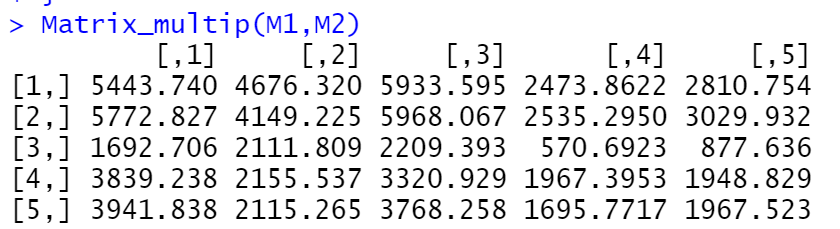 > Matrix_multip(M1,M2)
[,1] [,2] [,3] [,4] [,5]
[1,] 5443.740 4676.320 5933.595 2473.8622 2810.754
[2,] 5772.827 4149.225 5968.067 2535.2950 3029.932
[3,] 1692.706 2111.809 2209.393 570.6923 877.636
[4,] 3839.238 2155.537 3320.929 1967.3953 1948.829
[5,] 3941.838 2115.265 3768.258 1695.7717 1967.523